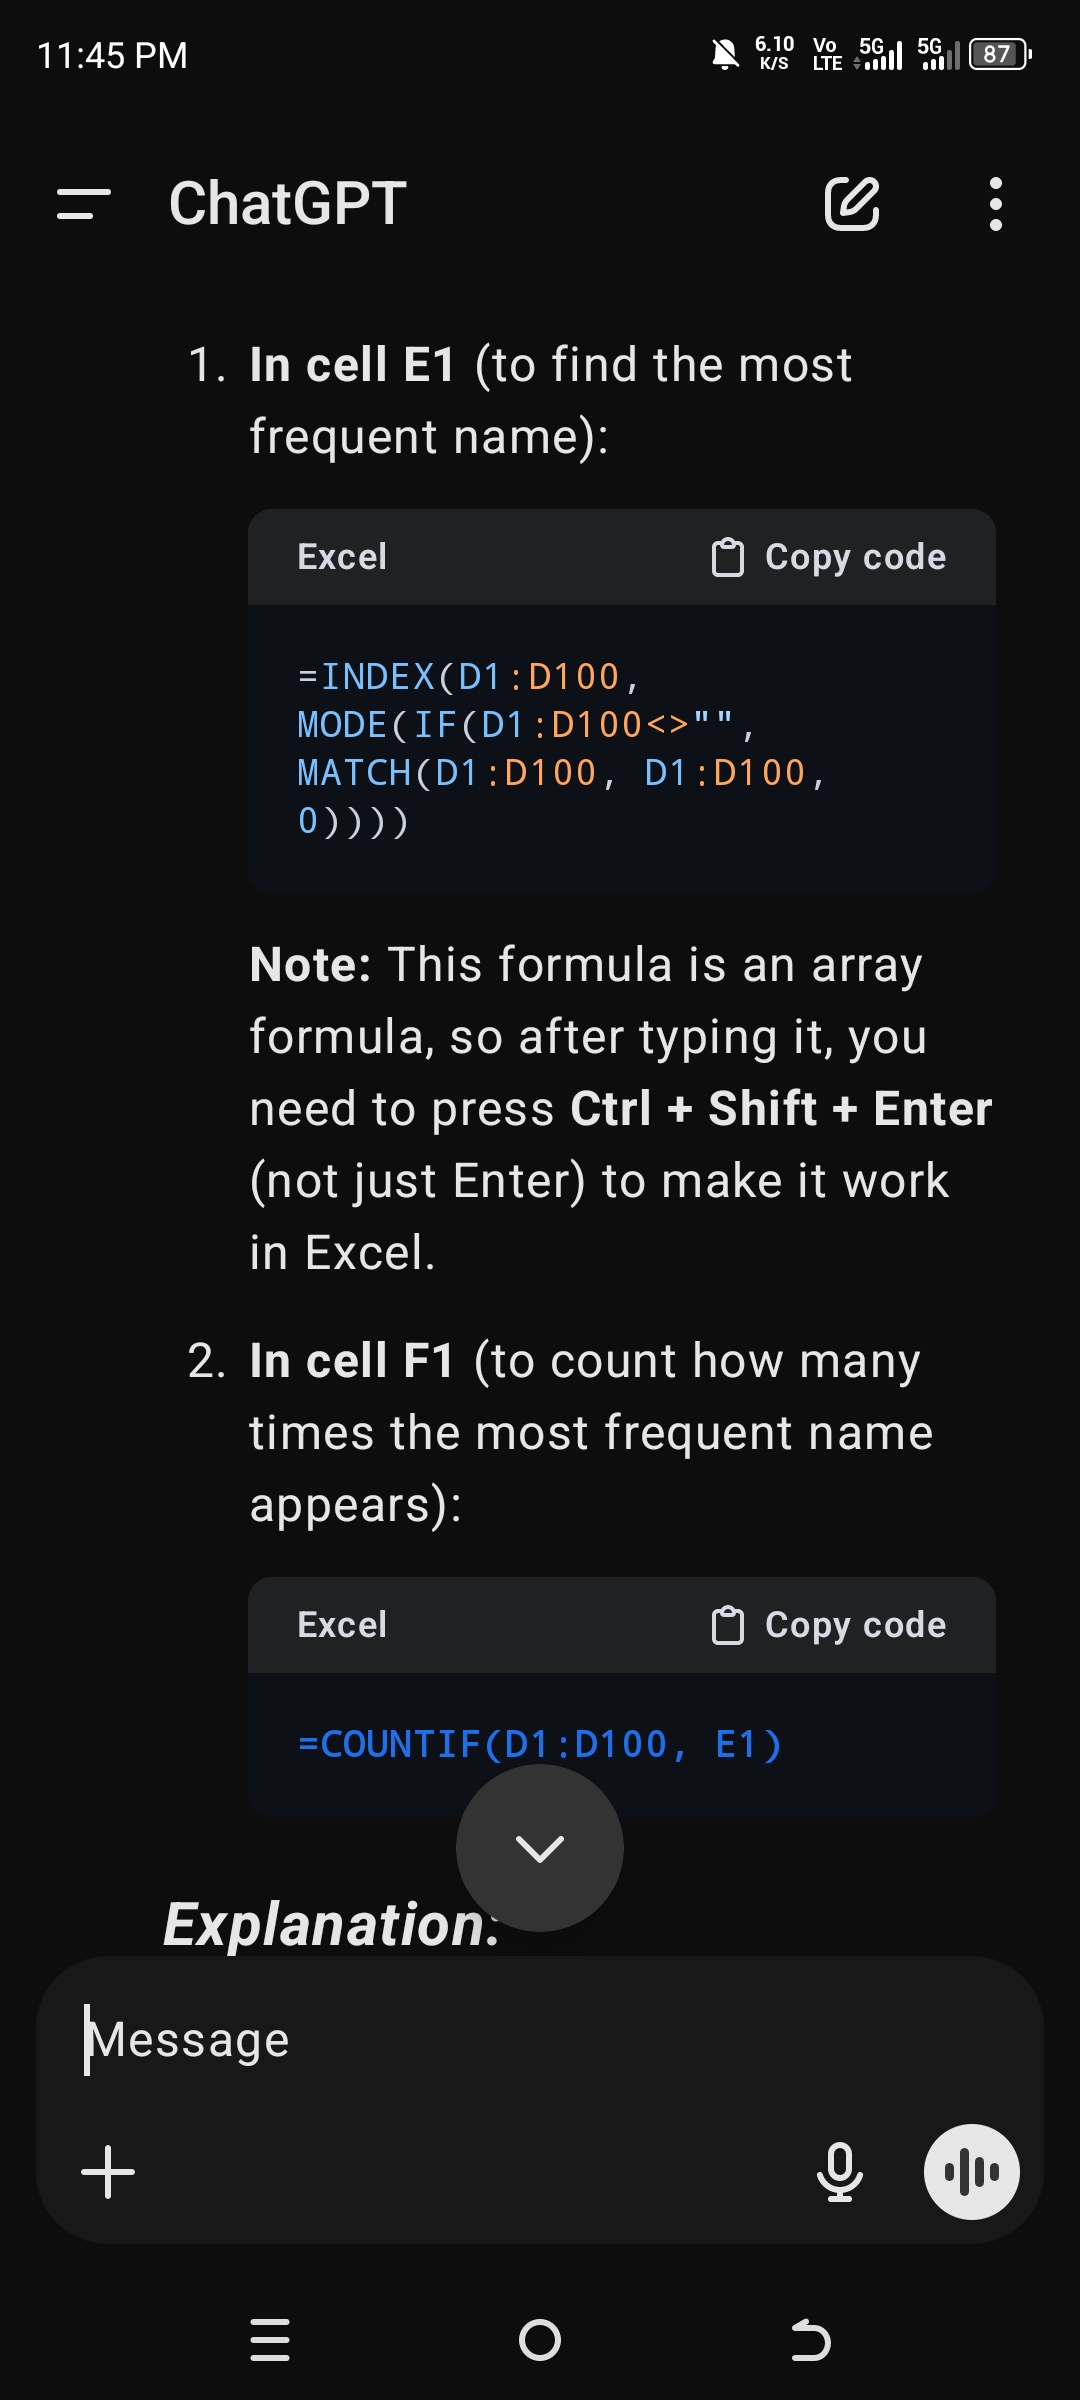 11:45 PM
6.10 K/S Vo LTE 5G 5G 87
ChatGPT
1. In cell E1 (to find the most
frequent name):
Excel Copy code
=INDEX(D1:D100,
MODE(IF(D1:D100<>"",
MATCH(D1:D100, D1:D100,
0))))
Note: This formula is an array
formula, so after typing it, you
need to press Ctrl + Shift + Enter
(not just Enter) to make it work
in Excel.
2. In cell F1 (to count how many
times the most frequent name
appears):
Excel Copy code
=COUNTIF(D1:D100, E1)
Explanation:
Message